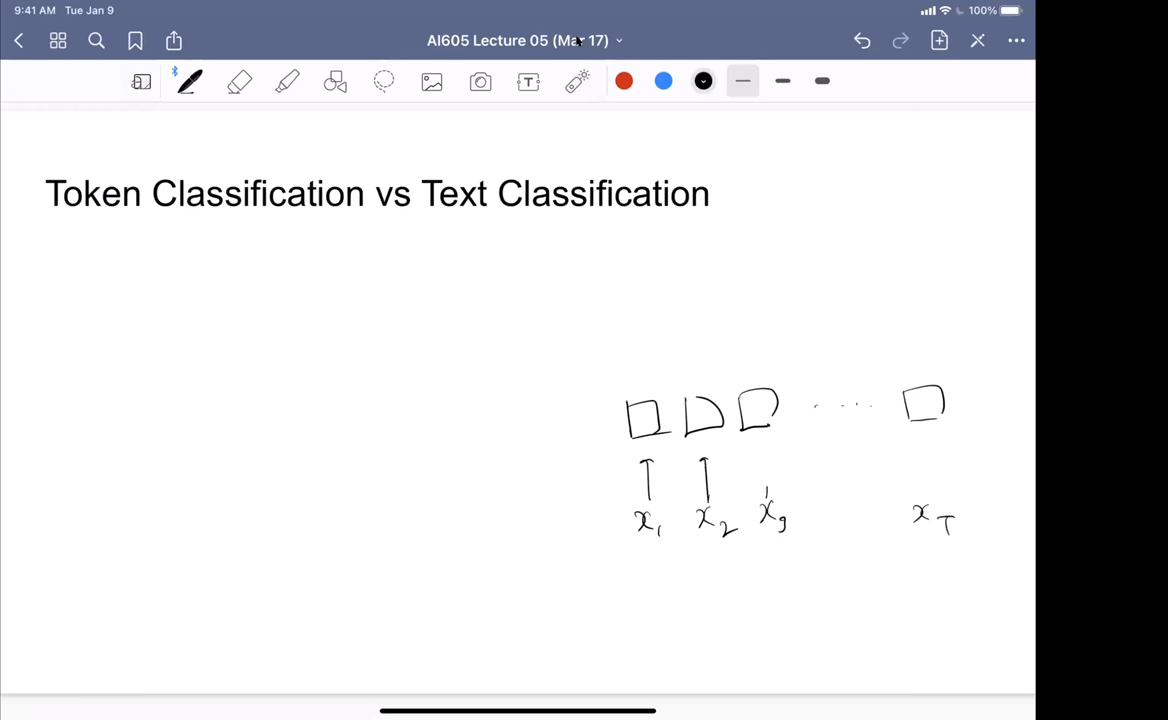 9:41 AM Tue Jan 9
100%
AI605 Lecture 05 (Mar 17)
T
Token Classification vs Text Classification
....
x₁ x₂ x₃ x_T